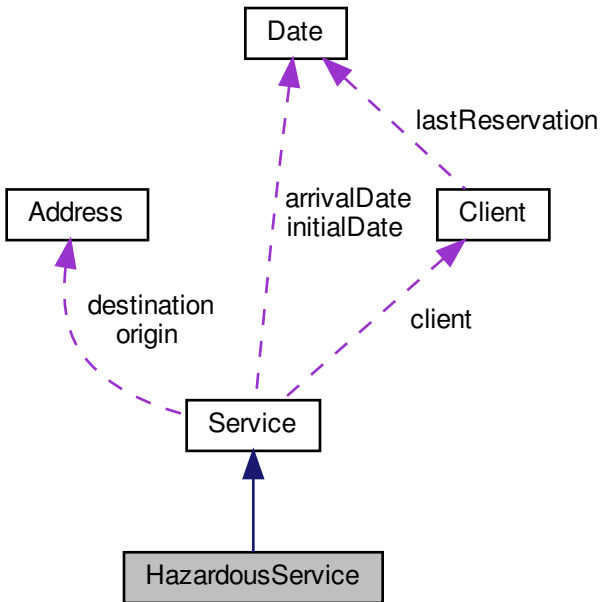 Date
lastReservation
Address
arrivalDate
initialDate
Client
destination
origin
client
Service
HazardousService